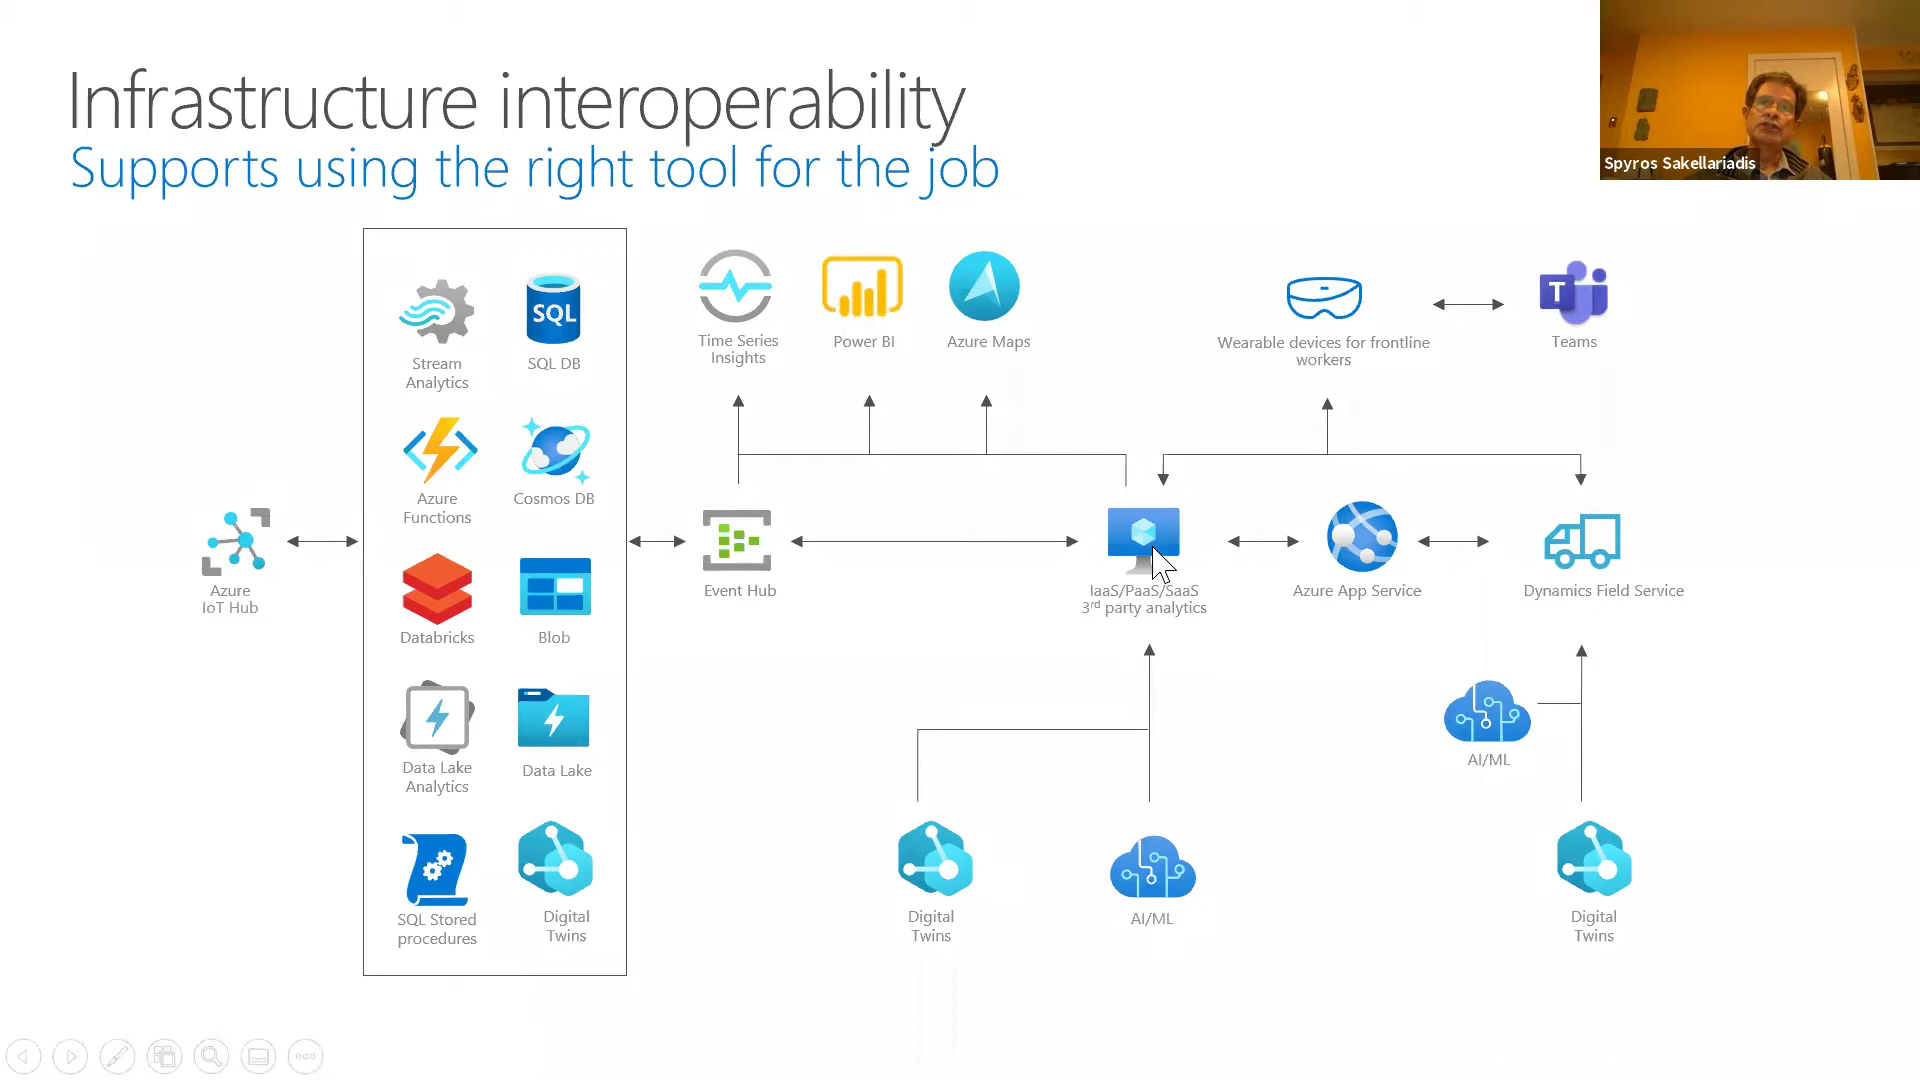 Infrastructure interoperability
Supports using the right tool for the job
Spyros Sakellariadis
Stream
Analytics
SQL
SQL DB
Azure
Functions
Cosmos DB
Databricks
Blob
Data Lake
Analytics
Data Lake
SQL Stored
procedures
Digital
Twins
Azure
IoT Hub
Time Series
Insights
Power BI
Azure Maps
Wearable devices for frontline
workers
T
Teams
Event Hub
IaaS/PaaS/SaaS
3rd party analytics
Azure App Service
Dynamics Field Service
AI/ML
Digital
Twins
AI/ML
Digital
Twins